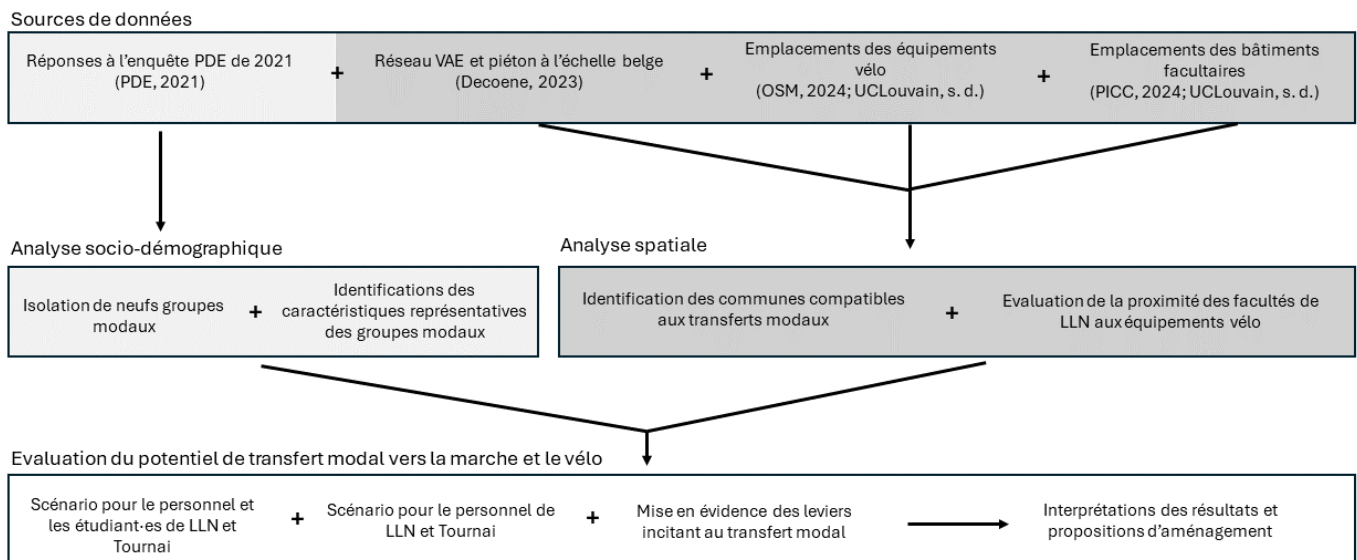 Sources de données
Réponses à l'enquête PDE de 2021
(PDE, 2021)
+
Réseau VAE et piéton à l'échelle belge
(Decoene, 2023)
+
Emplacements des équipements
vélo
(OSM, 2024; UCLouvain, s. d.)
+
Emplacements des bâtiments
facultaires
(PICC, 2024; UCLouvain, s. d.)
Analyse socio-démographique
Isolation de neufs groupes
modaux
+
Identifications des
caractéristiques représentatives
des groupes modaux
Analyse spatiale
Identification des communes compatibles
aux transferts modaux
+
Evaluation de la proximité des facultés de
LLN aux équipements vélo
Evaluation du potentiel de transfert modal vers la marche et le vélo
Scénario pour le personnel et
les étudiant·es de LLN et
Tournai
+
Scénario pour le personnel de
LLN et Tournai
+
Mise en évidence des leviers
incitant au transfert modal
Interprétations des résultats et
propositions d'aménagement